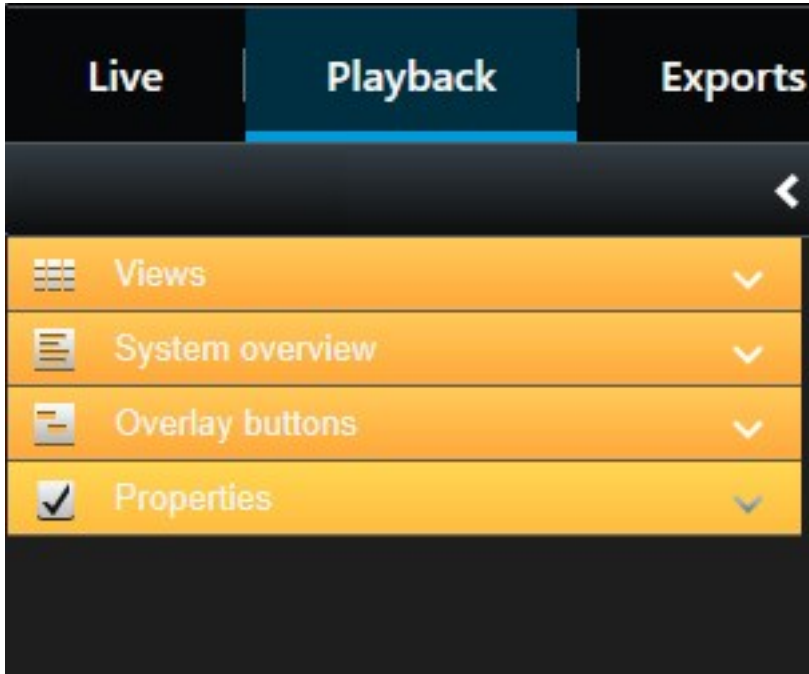 Live Playback Exports
Views
System overview
Overlay buttons
Properties